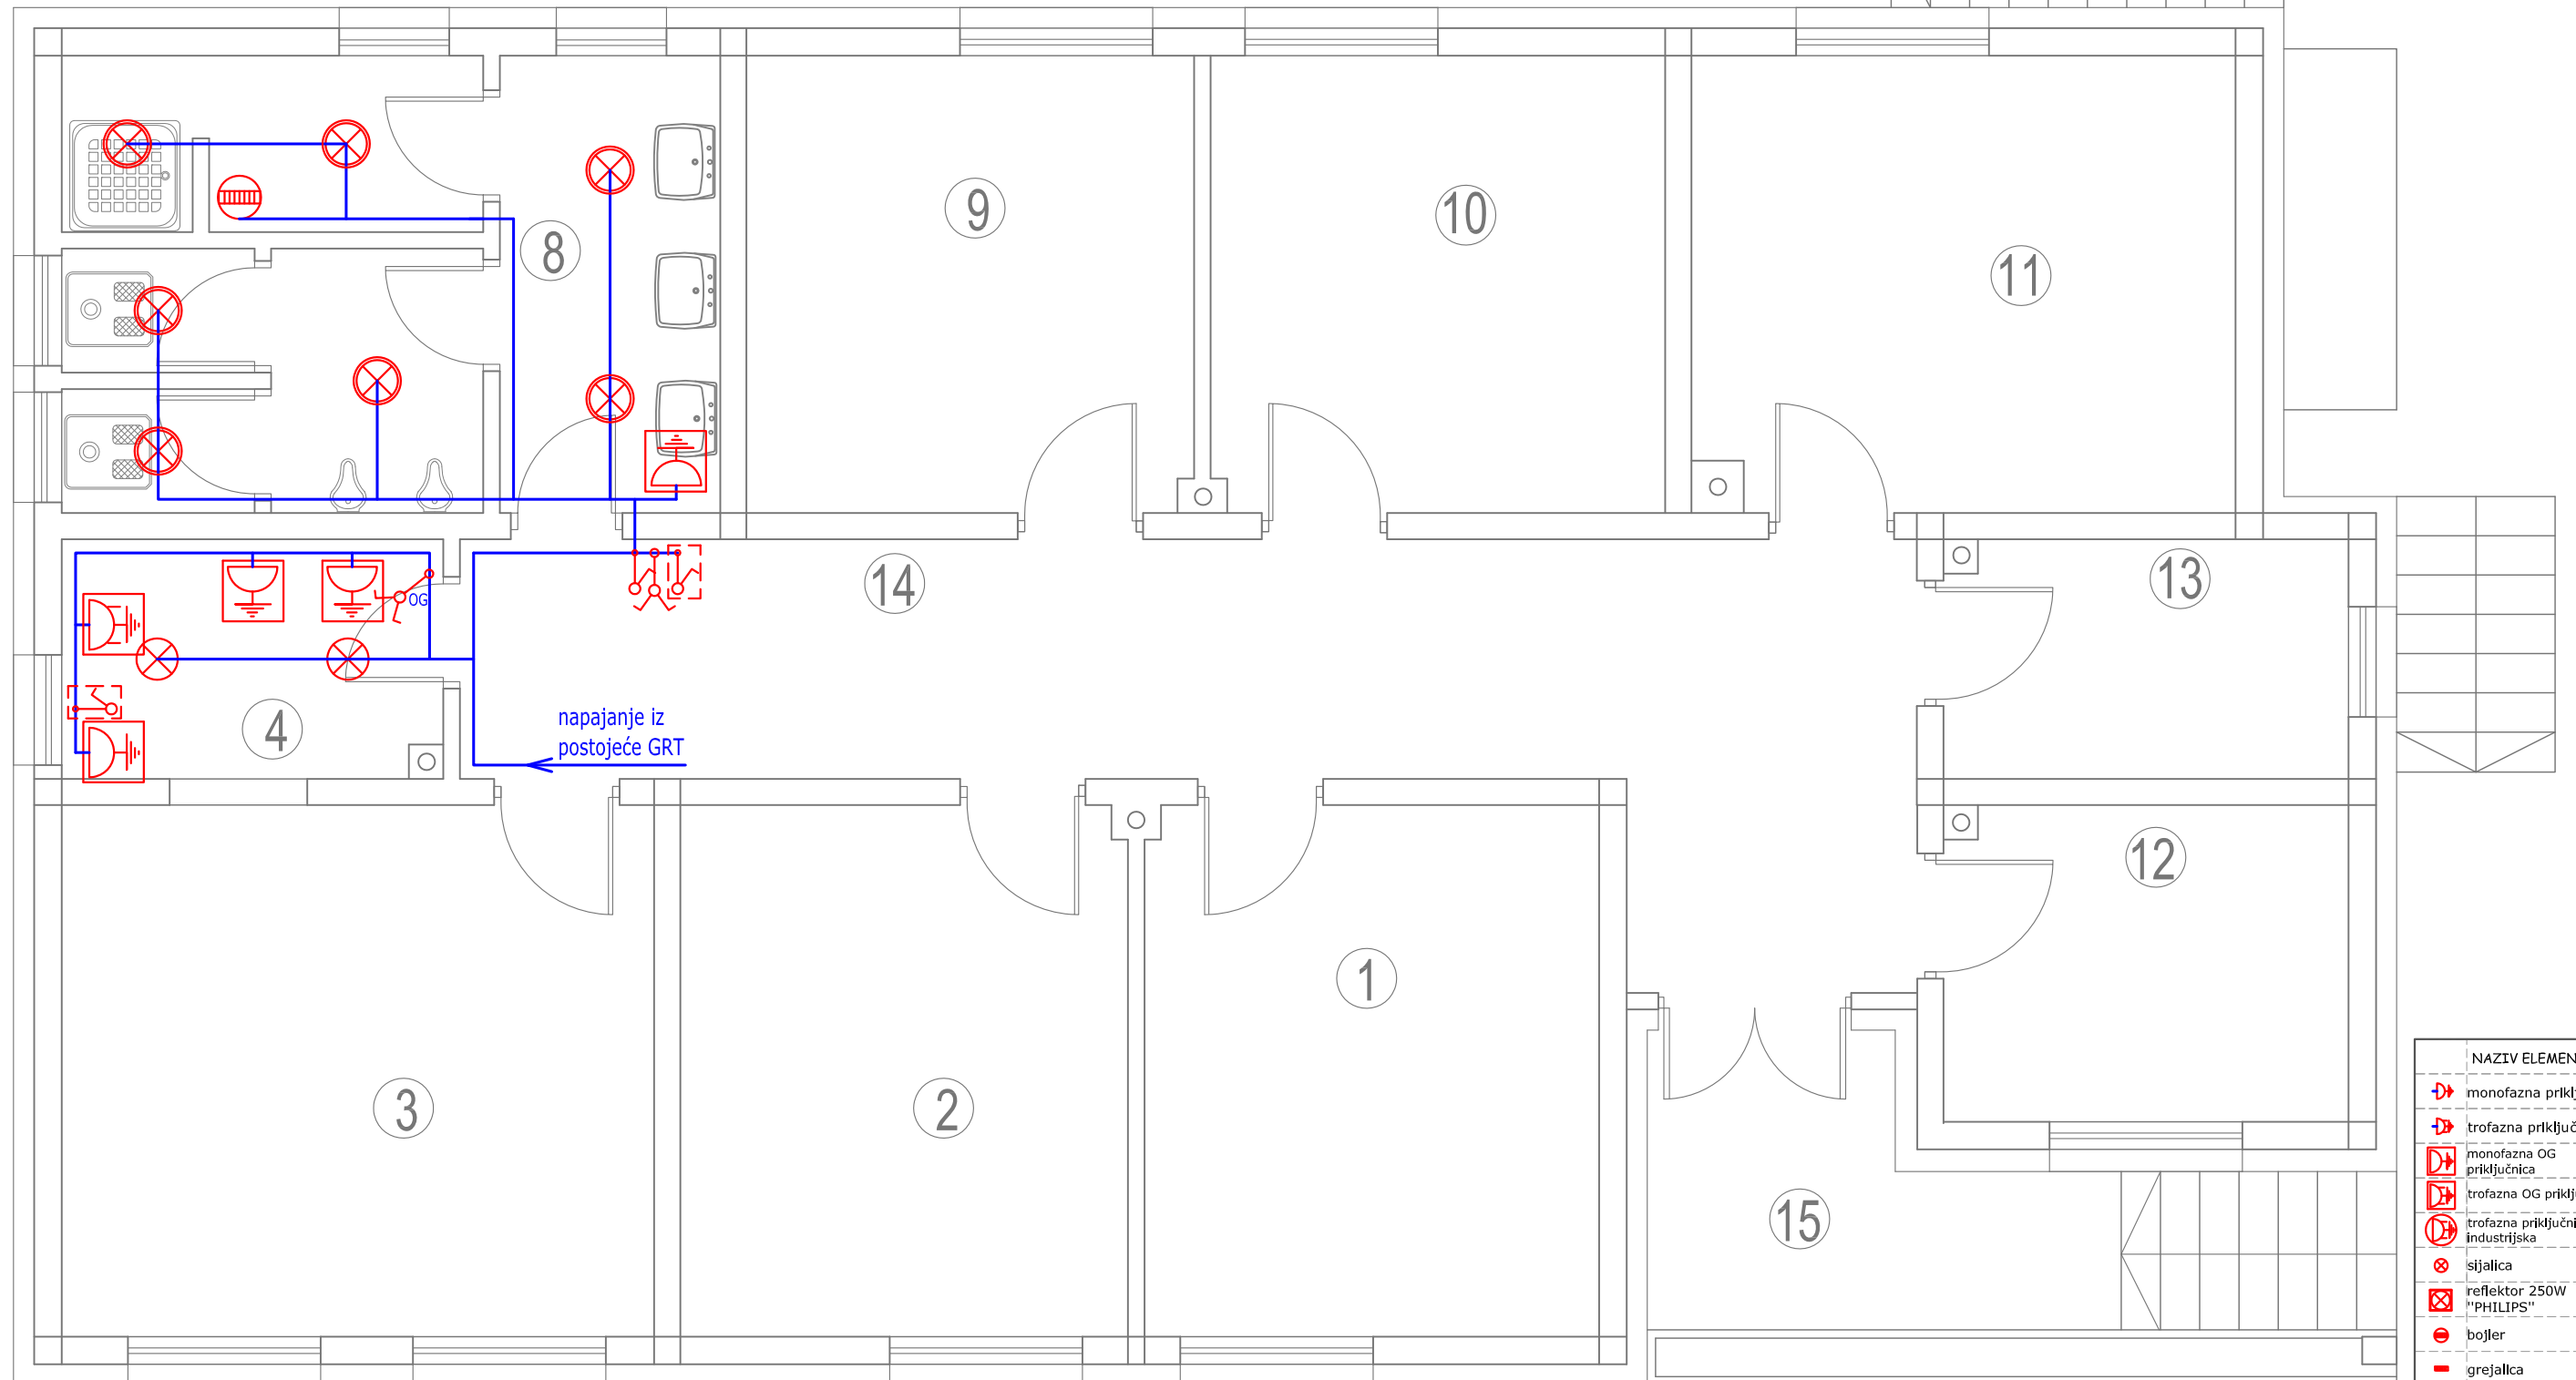 9
10
8
11
14
13
OG
4
napajanje iz
postojeće GRT
12
1
3
2
15
NAZIV ELEMEN
monofazna priklj
trofazna priključ
monofazna OG
priključnica
trofazna OG priklj
trofazna priključni
industrijska
sijalica
reflektor 250W
"PHILIPS"
bojler
grejalica